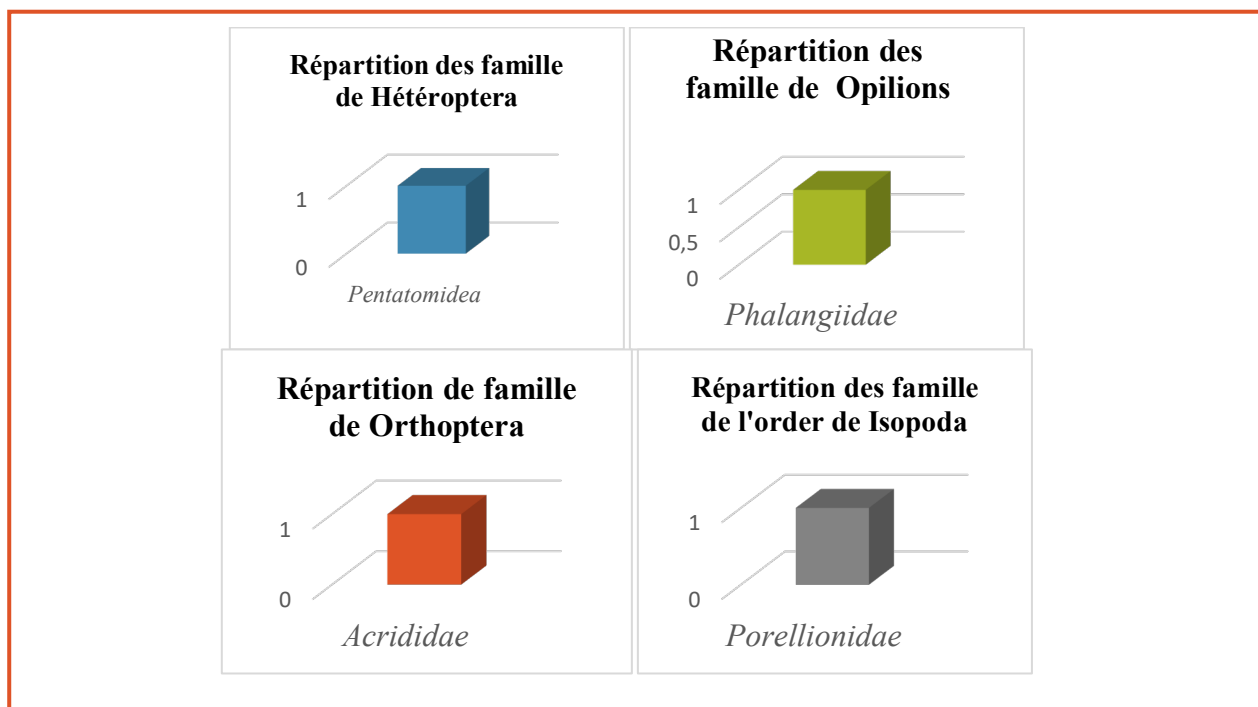 Répartition des famille
de Hétéroptera
1
0
Pentatomidea
Répartition des
famille de Opilions
1
0,5
0
Phalangiidae
Répartition de famille
de Orthoptera
1
0
Acrididae
Répartition des famille
de l'order de Isopoda
1
0
Porellionidae